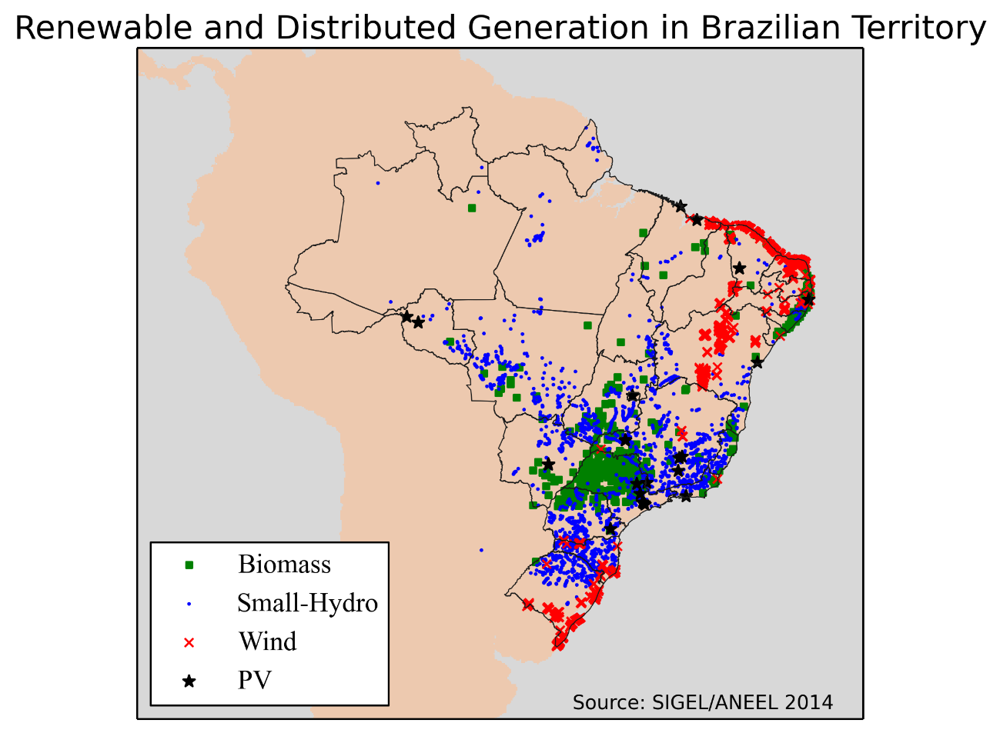 Renewable and Distributed Generation in Brazilian Territory
Biomass
Small-Hydro
Wind
PV
Source: SIGEL/ANEEL 2014